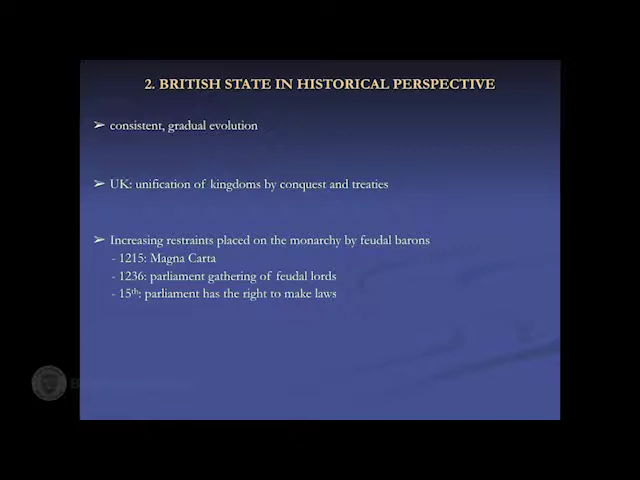 2. BRITISH STATE IN HISTORICAL PERSPECTIVE
➢ consistent, gradual evolution
➢ UK: unification of kingdoms by conquest and treaties
➢ Increasing restraints placed on the monarchy by feudal barons
- 1215: Magna Carta
- 1236: parliament gathering of feudal lords
- 15th: parliament has the right to make laws